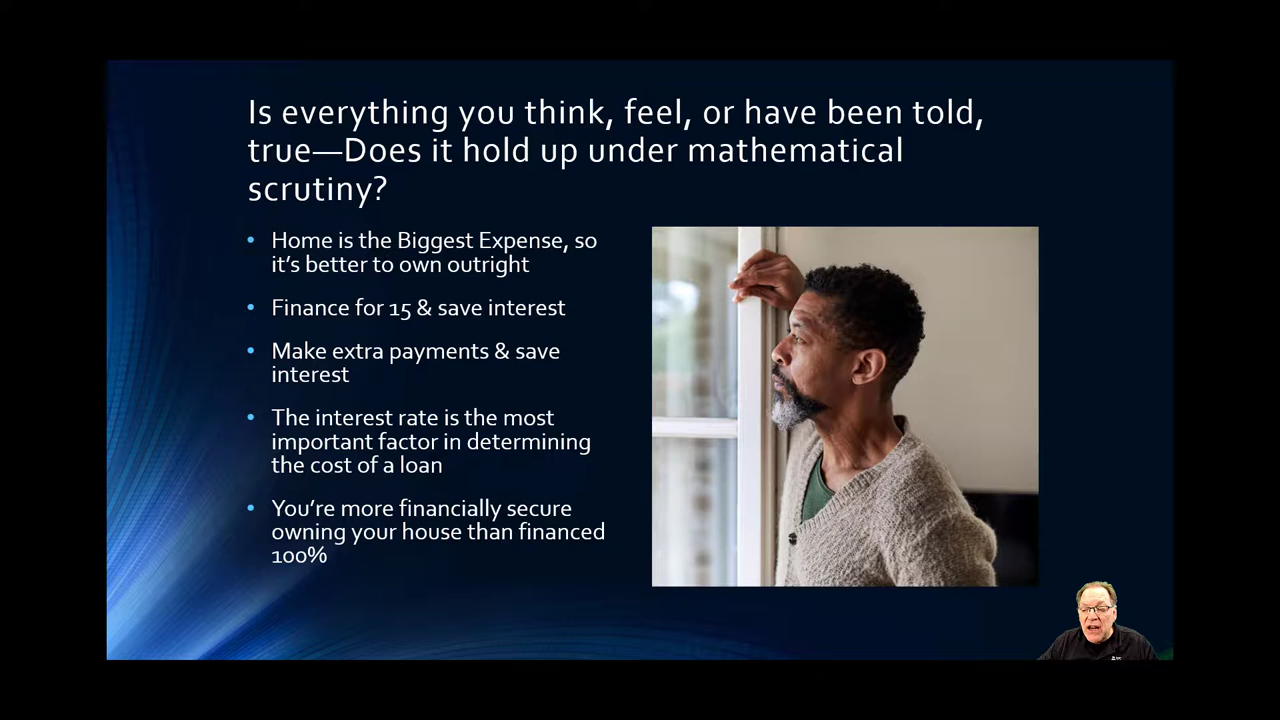 Is everything you think, feel, or have been told,
true—Does it hold up under mathematical
scrutiny?
• Home is the Biggest Expense, so
it’s better to own outright
• Finance for 15 & save interest
• Make extra payments & save
interest
• The interest rate is the most
important factor in determining
the cost of a loan
• You’re more financially secure
owning your house than financed
100%